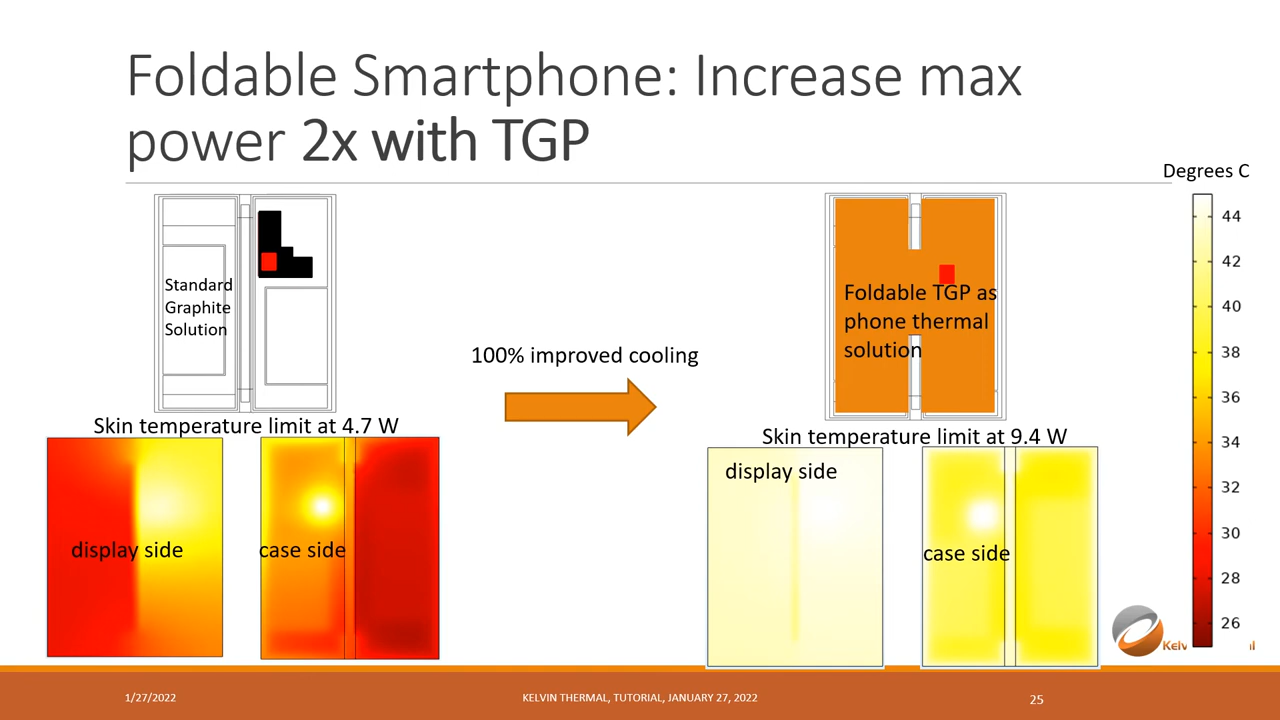 Foldable Smartphone: Increase max
power 2x with TGP
Degrees C
Standard
Graphite
Solution
Foldable TGP as
phone thermal
solution
100% improved cooling
Skin temperature limit at 4.7 W
Skin temperature limit at 9.4 W
display side
case side
display side
case side
44
42
40
38
36
34
32
30
28
26
1/27/2022
KELVIN THERMAL, TUTORIAL, JANUARY 27, 2022
25